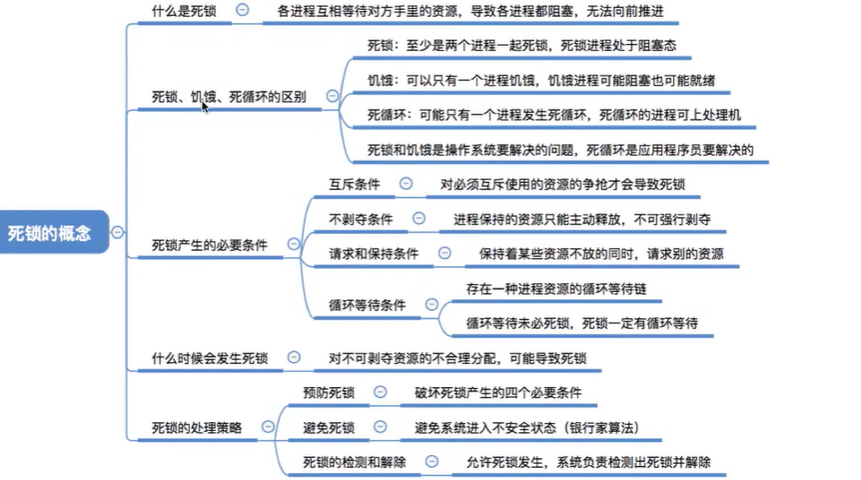 什么是死锁
各进程互相等待对方手里的资源，导致各进程都阻塞，无法向前推进
死锁、饥饿、死循环的区别
死锁：至少是两个进程一起死锁，死锁进程处于阻塞态
饥饿：可以只有一个进程饥饿，饥饿进程可能阻塞也可能就绪
死循环：可能只有一个进程发生死循环，死循环的进程可上处理机
死锁和饥饿是操作系统要解决的问题，死循环是应用程序员要解决的
死锁的概念
死锁产生的必要条件
互斥条件
对必须互斥使用的资源的争抢才会导致死锁
不剥夺条件
进程保持的资源只能主动释放，不可强行剥夺
请求和保持条件
保持着某些资源不放的同时，请求别的资源
循环等待条件
存在一种进程资源的循环等待链
循环等待未必死锁，死锁一定有循环等待
什么时候会发生死锁
对不可剥夺资源的不合理分配，可能导致死锁
死锁的处理策略
预防死锁
破坏死锁产生的四个必要条件
避免死锁
避免系统进入不安全状态（银行家算法）
死锁的检测和解除
允许死锁发生，系统负责检测出死锁并解除